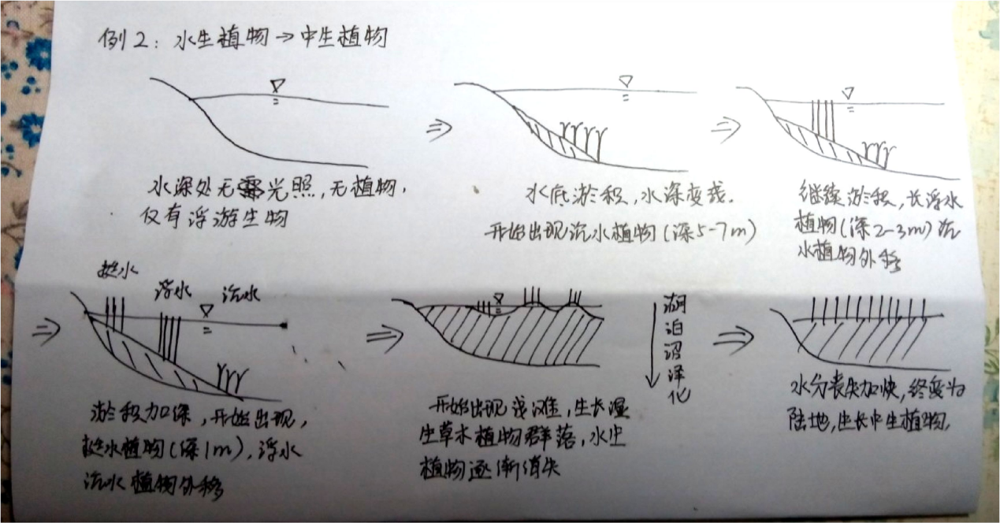 例2：水生植物→中生植物
水深处无光照，无植物，
仅有浮游生物
水底淤积，水深变浅，
开始出现沉水植物(深5-7m)
继续淤积，长浮水
植物(深2-3m)沉
水植物外移
挺水
浮水
沉水
淤积加深，开始出现，
挺水植物(深1m)，浮水
沉水植物外移
开始出现浅滩，生长湿
生草本植物群落，水生
植物逐渐消失
湖泊沼泽化
水分丧失加快，终变为
陆地，生长中生植物，